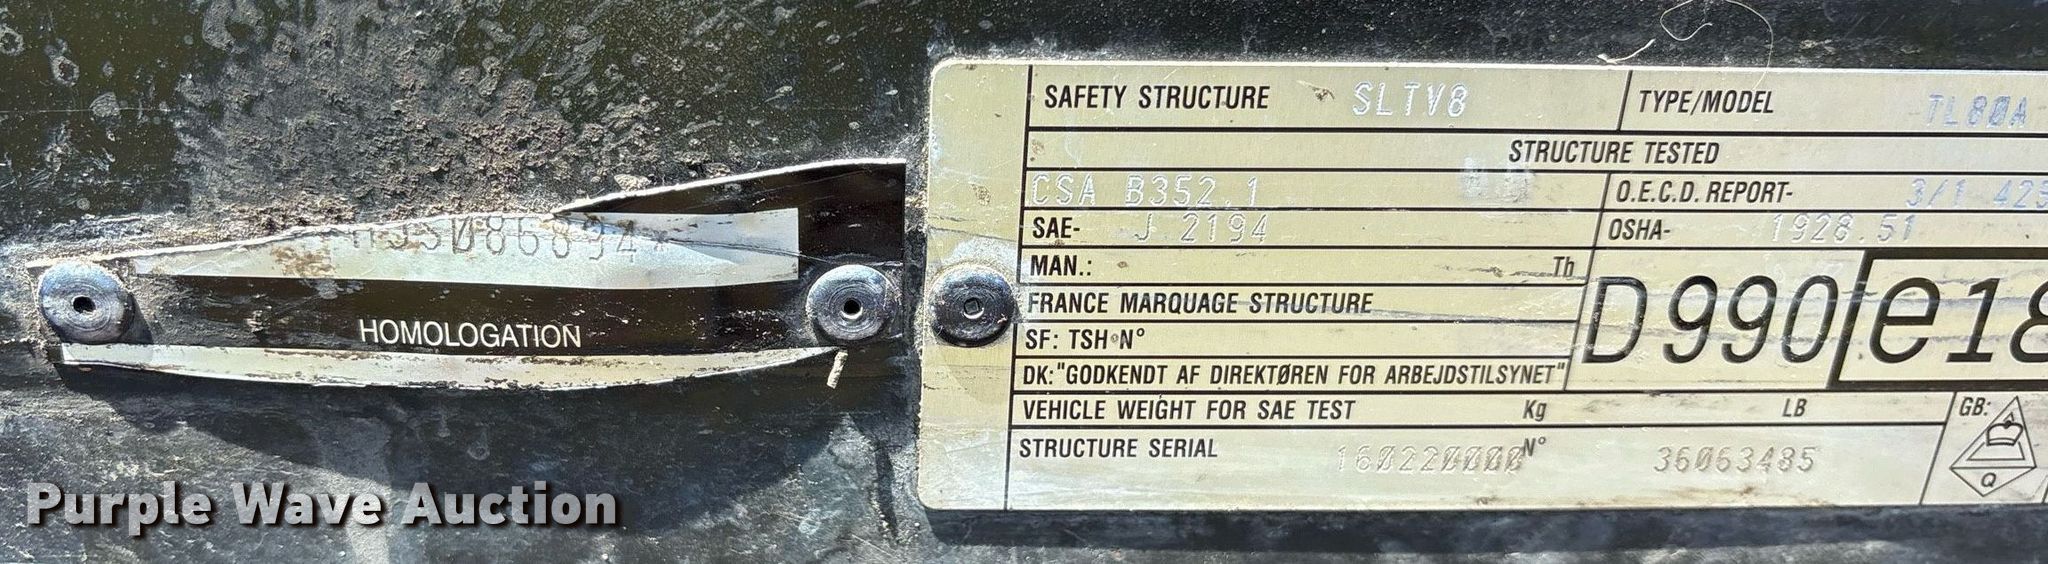 SAFETY STRUCTURE SLTV8 TYPE/MODEL TL80A
STRUCTURE TESTED
CSA B352.1 O.E.C.D. REPORT- 3/1 425
SAE- J 2194 OSHA- 1928.51
MAN.: Tb
FRANCE MARQUAGE STRUCTURE D990 e18
SF: TSH N°
DK: "GODKENDT AF DIREKTØREN FOR ARBEJDSTILSYNET"
VEHICLE WEIGHT FOR SAE TEST Kg LB GB:
STRUCTURE SERIAL 160220000 N° 36063485
Q
HOMOLOGATION
Purple Wave Auction